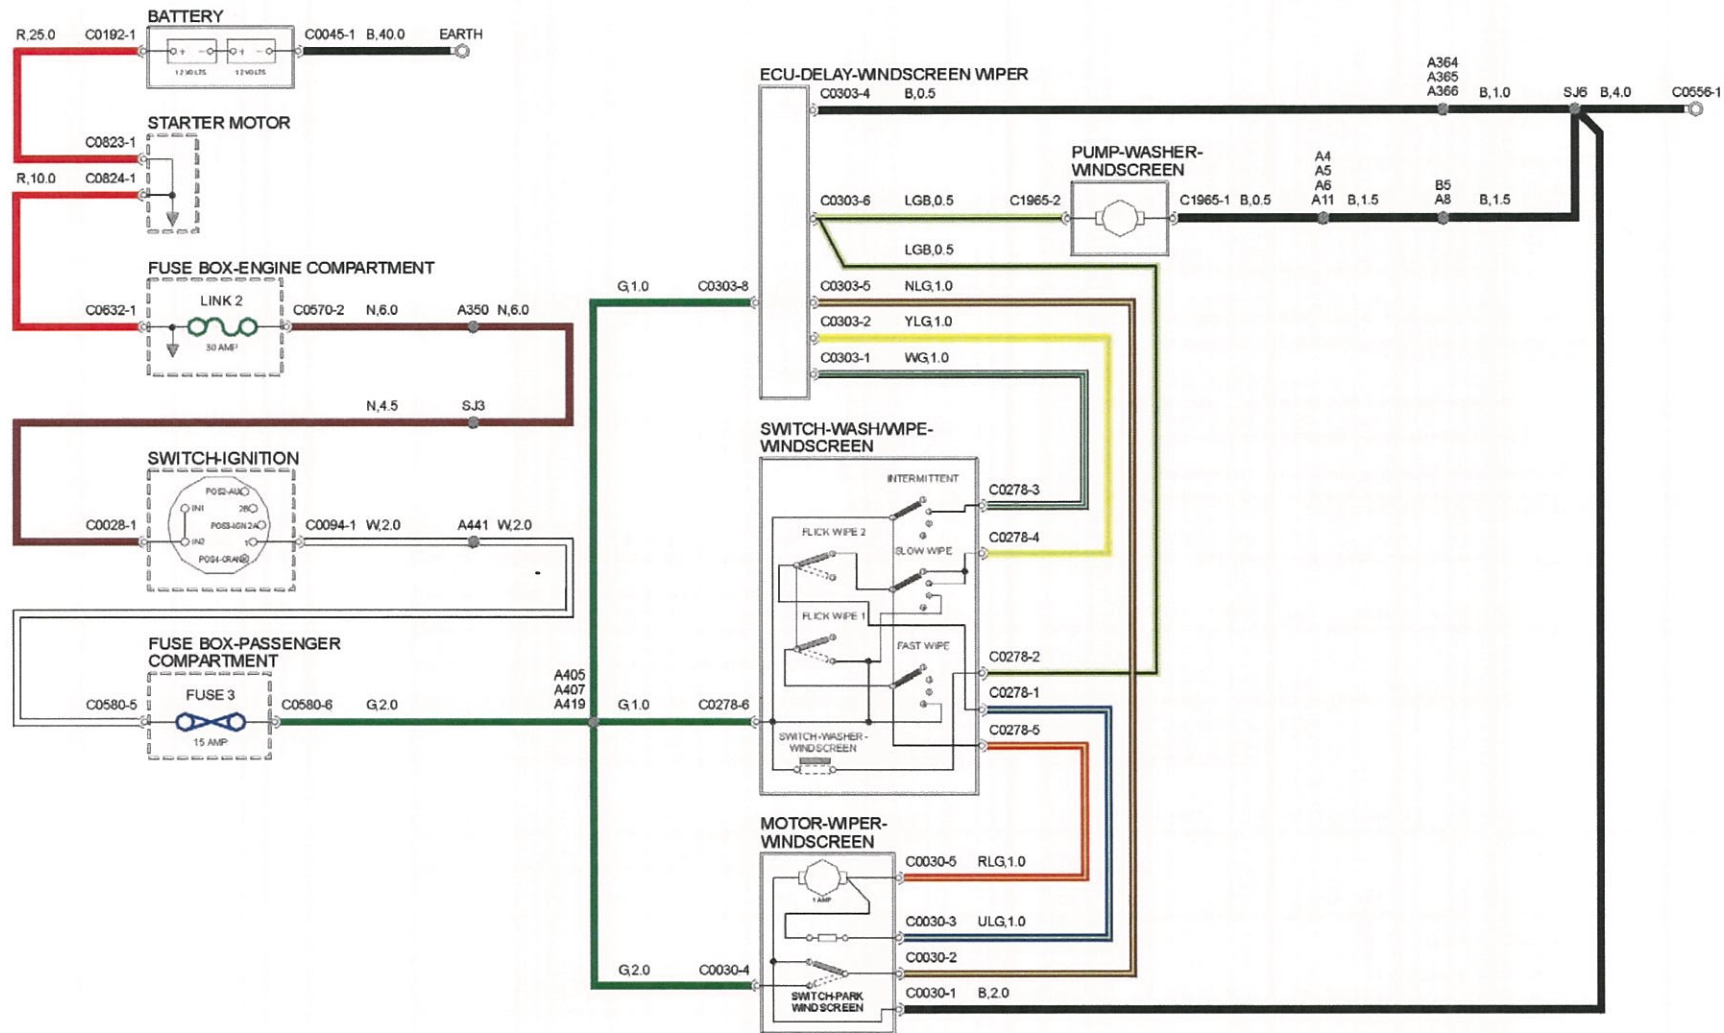 BATTERY
R,25.0 C0192-1
C0045-1 B,40.0 EARTH
+ - + -
12 VOLTS 12 VOLTS
STARTER MOTOR
C0823-1
R,10.0 C0824-1
FUSE BOX-ENGINE COMPARTMENT
LINK 2
C0632-1
C0570-2 N,6.0 A350 N,6.0
30 AMP
N,4.5 SJ3
SWITCH-IGNITION
POS2-AUX
IN1 2B
POS3-IGN 2A
C0028-1
IN2 1
POS4-CRANK
C0094-1 W,2.0 A441 W,2.0
FUSE BOX-PASSENGER
COMPARTMENT
FUSE 3
C0580-5
C0580-6 G,2.0
15 AMP
A405
A407
A419
G,1.0 C0303-8
G,1.0 C0278-6
G,2.0 C0030-4
ECU-DELAY-WINDSCREEN WIPER
C0303-4 B,0.5
A364
A365
A366 B,1.0 SJ6 B,4.0 C0556-1
PUMP-WASHER-
WINDSCREEN
C0303-6 LGB,0.5 C1965-2
C1965-1 B,0.5
A4
A5
A6
A11 B,1.5
B5
A8 B,1.5
LGB,0.5
C0303-5 NLG,1.0
C0303-2 YLG,1.0
C0303-1 WG,1.0
SWITCH-WASH/WIPE-
WINDSCREEN
INTERMITTENT
C0278-3
FLICK WIPE 2
SLOW WIPE
C0278-4
FLICK WIPE 1
FAST WIPE
C0278-2
C0278-1
C0278-5
SWITCH-WASHER-
WINDSCREEN
MOTOR-WIPER-
WINDSCREEN
1 AMP
C0030-5 RLG,1.0
C0030-3 ULG,1.0
C0030-2
SWITCH-PARK
WINDSCREEN
C0030-1 B,2.0